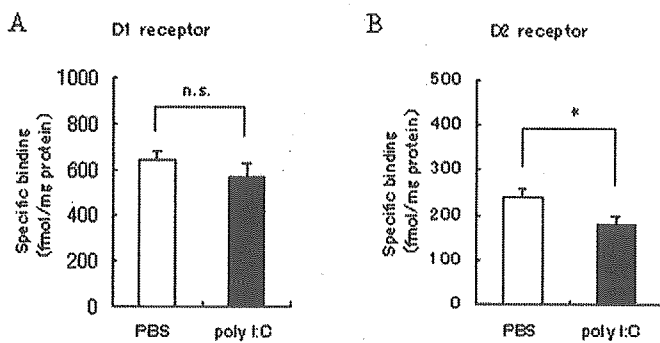 A
D1 receptor
Specific binding
(fmol/mg protein)
1000
800
600
400
200
0
n.s.
PBS
poly I:C
B
D2 receptor
Specific binding
(fmol/mg protein)
500
400
300
200
100
0
*
PBS
poly I:C